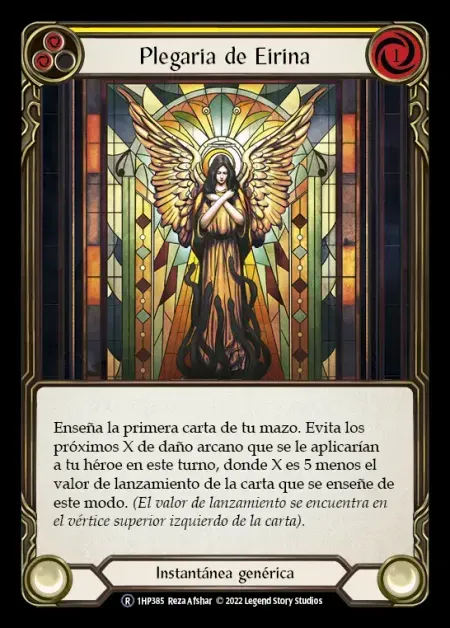 Plegaria de Eirina
1
Enseña la primera carta de tu mazo. Evita los
próximos X de daño arcano que se le aplicarían
a tu héroe en este turno, donde X es 5 menos el
valor de lanzamiento de la carta que se enseñe de
este modo. (El valor de lanzamiento se encuentra en
el vértice superior izquierdo de la carta).
Instantánea genérica
R 1HP385 Reza Afshar © 2022 Legend Story Studios